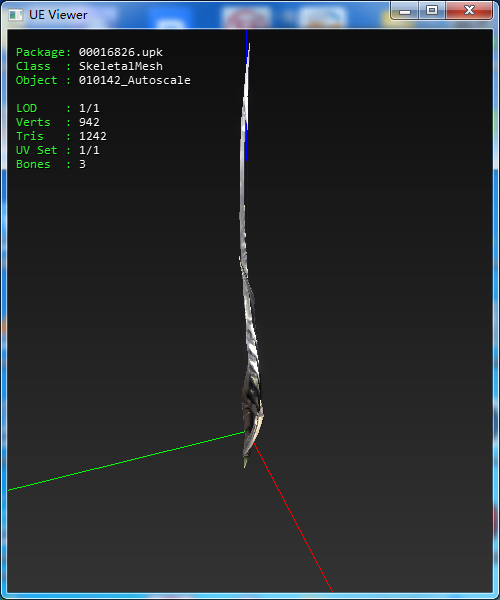 UE Viewer
Package: 00016826.upk
Class : SkeletalMesh
Object : 010142_Autoscale
LOD : 1/1
Verts : 942
Tris : 1242
UV Set : 1/1
Bones : 3